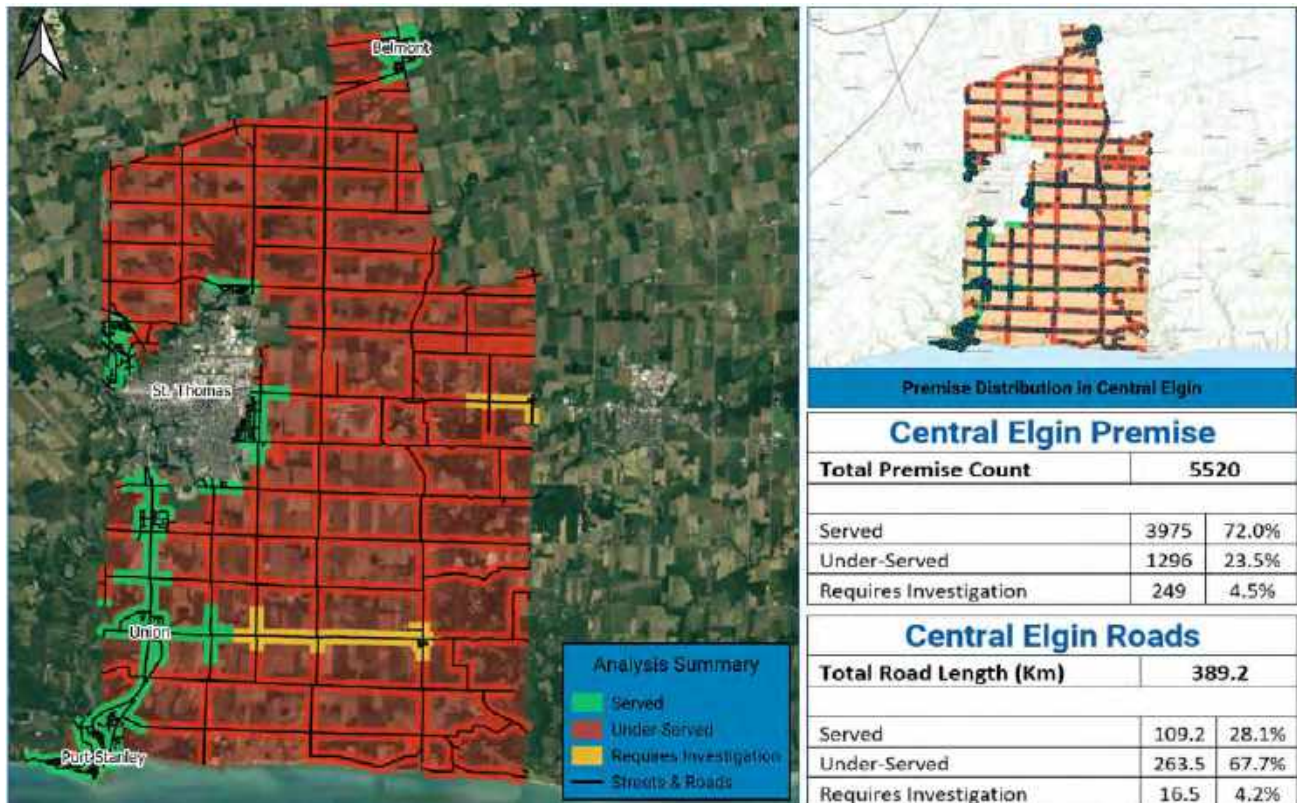 Belmont
St. Thomas
Union
Port Stanley
Analysis Summary
Served
Under-Served
Requires Investigation
Streets & Roads
Premise Distribution in Central Elgin
Central Elgin Premise
Total Premise Count 5520
Served 3975 72.0%
Under-Served 1296 23.5%
Requires Investigation 249 4.5%
Central Elgin Roads
Total Road Length (Km) 389.2
Served 109.2 28.1%
Under-Served 263.5 67.7%
Requires Investigation 16.5 4.2%